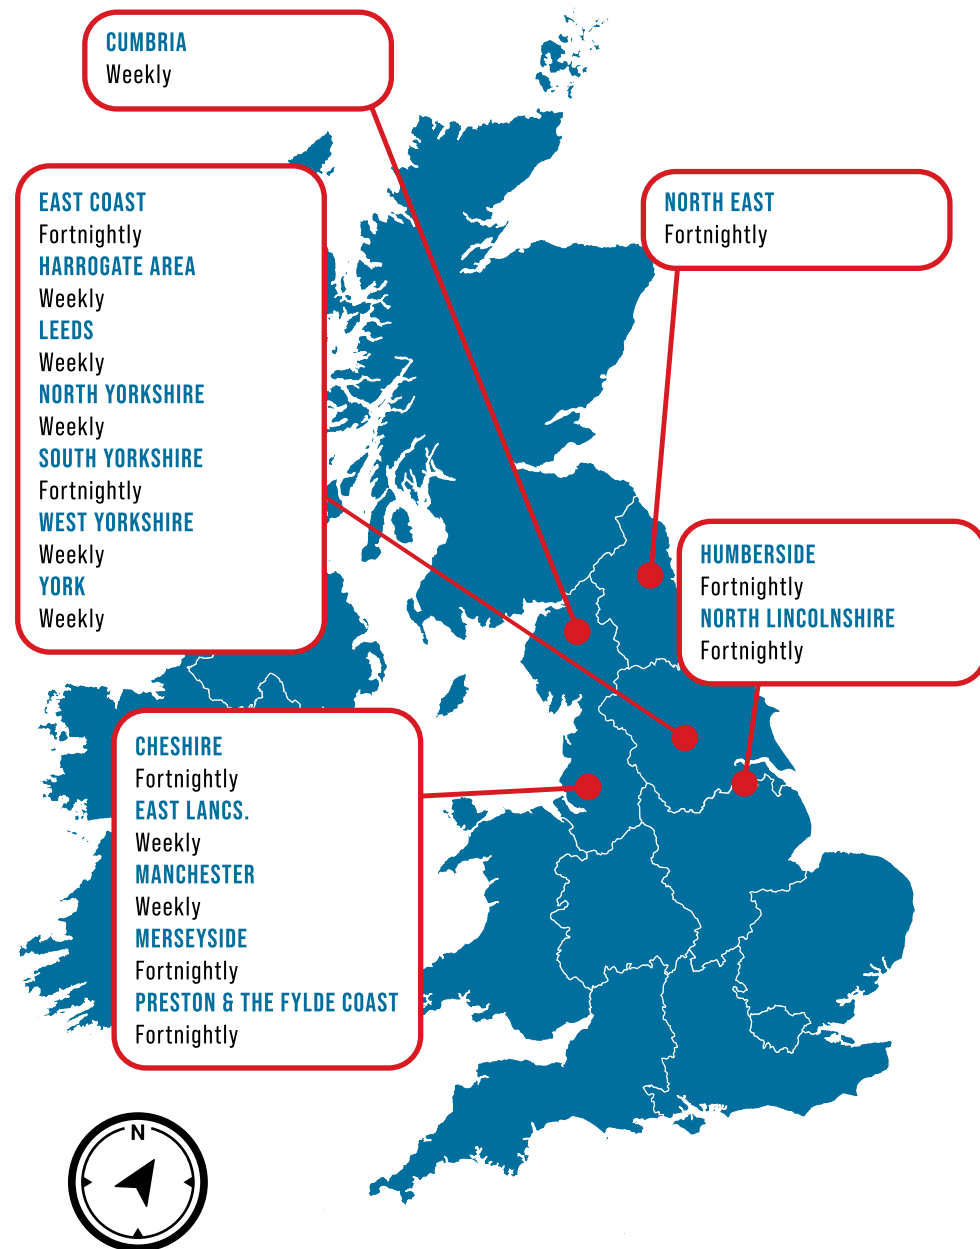 CUMBRIA
Weekly
EAST COAST
Fortnightly
HARROGATE AREA
Weekly
LEEDS
Weekly
NORTH YORKSHIRE
Weekly
SOUTH YORKSHIRE
Fortnightly
WEST YORKSHIRE
Weekly
YORK
Weekly
NORTH EAST
Fortnightly
HUMBERSIDE
Fortnightly
NORTH LINCOLNSHIRE
Fortnightly
CHESHIRE
Fortnightly
EAST LANCS.
Weekly
MANCHESTER
Weekly
MERSEYSIDE
Fortnightly
PRESTON & THE FYLDE COAST
Fortnightly
N